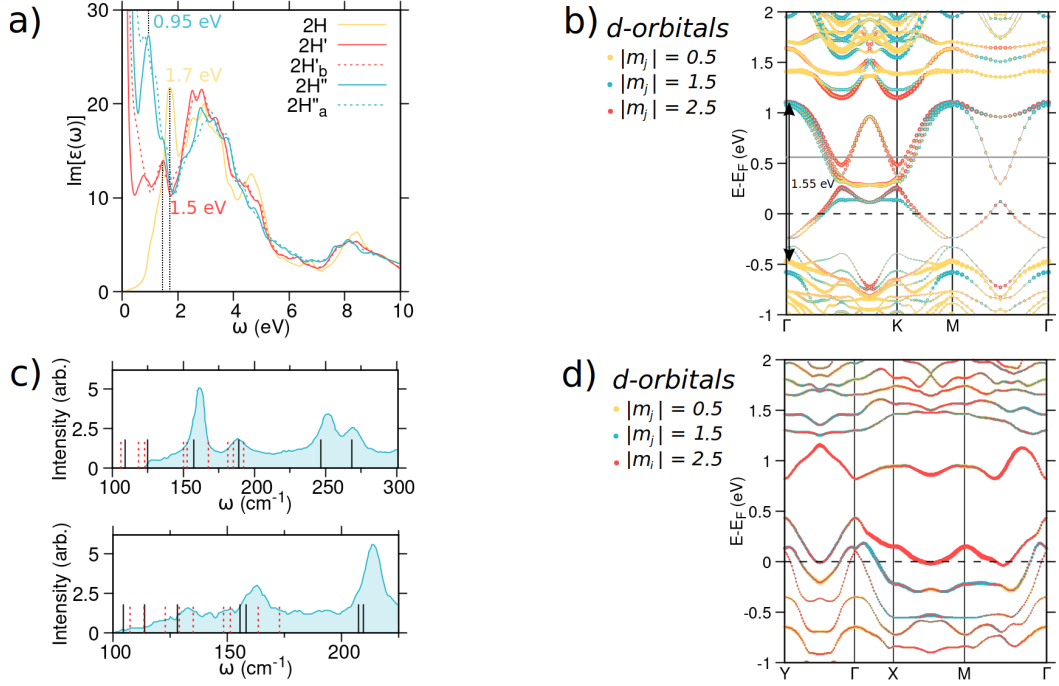 a)
Im[ε(ω)]
30
20
10
0
0.95 eV
1.7 eV
1.5 eV
2H
2H'
2H'b
2H''
2H''a
0 2 4 6 8 10
ω (eV)
b)
d-orbitals
|mj| = 0.5
|mj| = 1.5
|mj| = 2.5
E-EF (eV)
2
1.5
1
0.5
0
-0.5
-1
1.55 eV
Γ K M Γ
c)
Intensity (arb.)
5
2.5
0
100 150 200 250 300
ω (cm-1)
Intensity (arb.)
5
2.5
0
100 150 200
ω (cm-1)
d)
d-orbitals
|mj| = 0.5
|mj| = 1.5
|mj| = 2.5
E-EF (eV)
2
1.5
1
0.5
0
-0.5
-1
Y Γ X M Γ